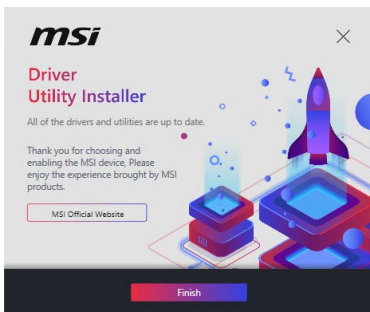 msi
Driver
Utility Installer
All of the drivers and utilities are up to date.
Thank you for choosing and
enabling the MSI device, Please
enjoy the experience brought by MSI
products.
MSI Official Website
Finish